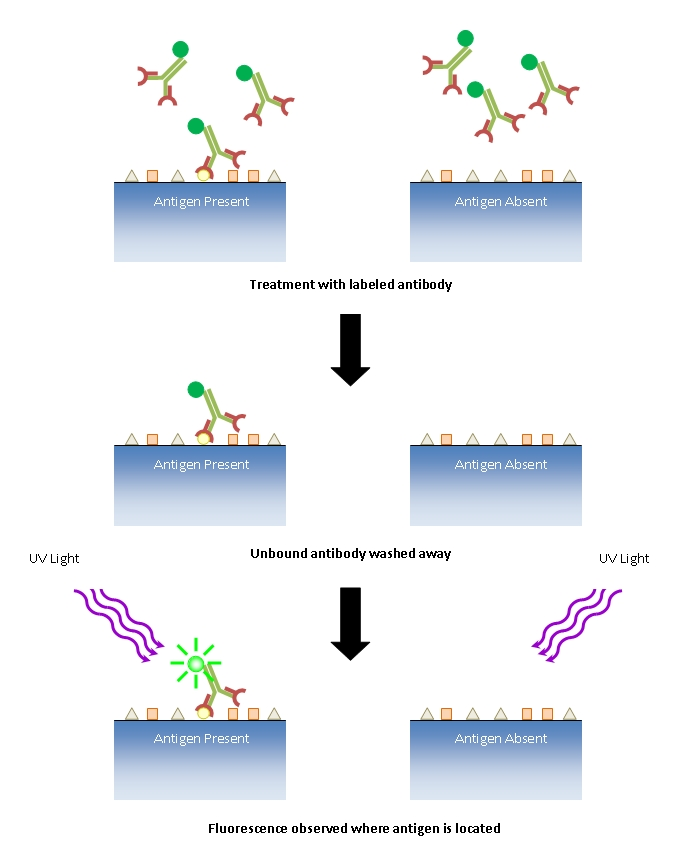 Antigen Present
Antigen Absent
Treatment with labeled antibody
Antigen Present
Antigen Absent
Unbound antibody washed away
UV Light
UV Light
Antigen Present
Antigen Absent
Fluorescence observed where antigen is located